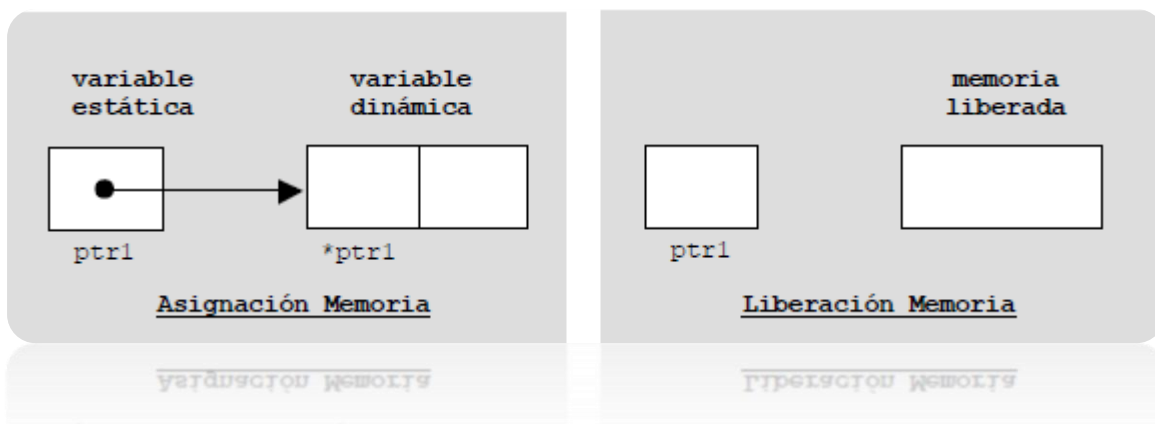 variable
estática
variable
dinámica
ptr1
*ptr1
Asignación Memoria
memoria
liberada
ptr1
Liberación Memoria